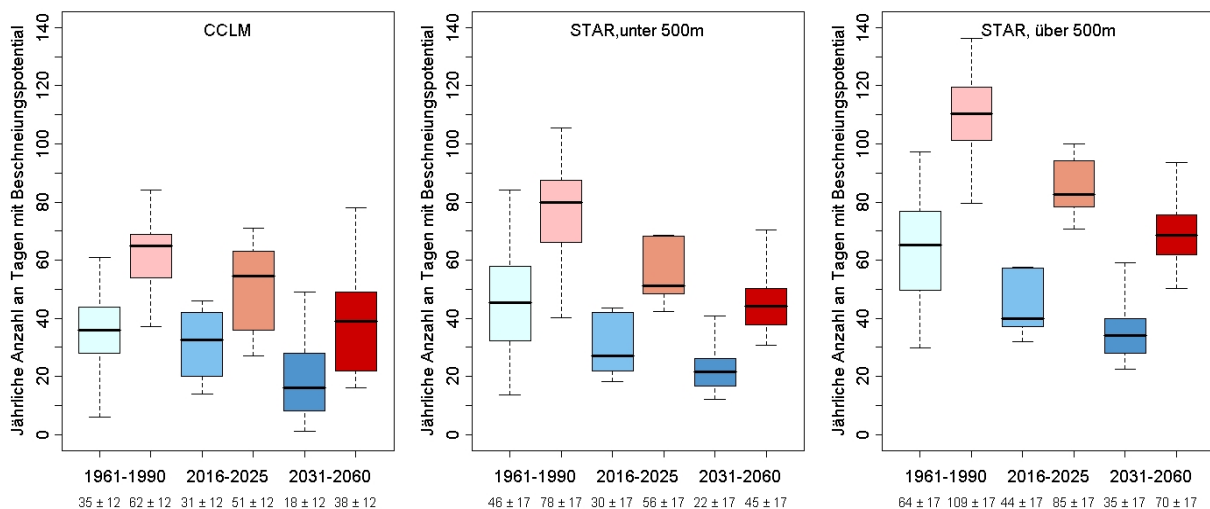 CCLM
Jährliche Anzahl an Tagen mit Beschneiungspotential
140
120
100
80
60
40
20
0
1961-1990 2016-2025 2031-2060
35 ± 12 62 ± 12 31 ± 12 51 ± 12 18 ± 12 38 ± 12
STAR,unter 500m
Jährliche Anzahl an Tagen mit Beschneiungspotential
140
120
100
80
60
40
20
0
1961-1990 2016-2025 2031-2060
46 ± 17 78 ± 17 30 ± 17 56 ± 17 22 ± 17 45 ± 17
STAR, über 500m
Jährliche Anzahl an Tagen mit Beschneiungspotential
140
120
100
80
60
40
20
0
1961-1990 2016-2025 2031-2060
64 ± 17 109 ± 17 44 ± 17 85 ± 17 35 ± 17 70 ± 17